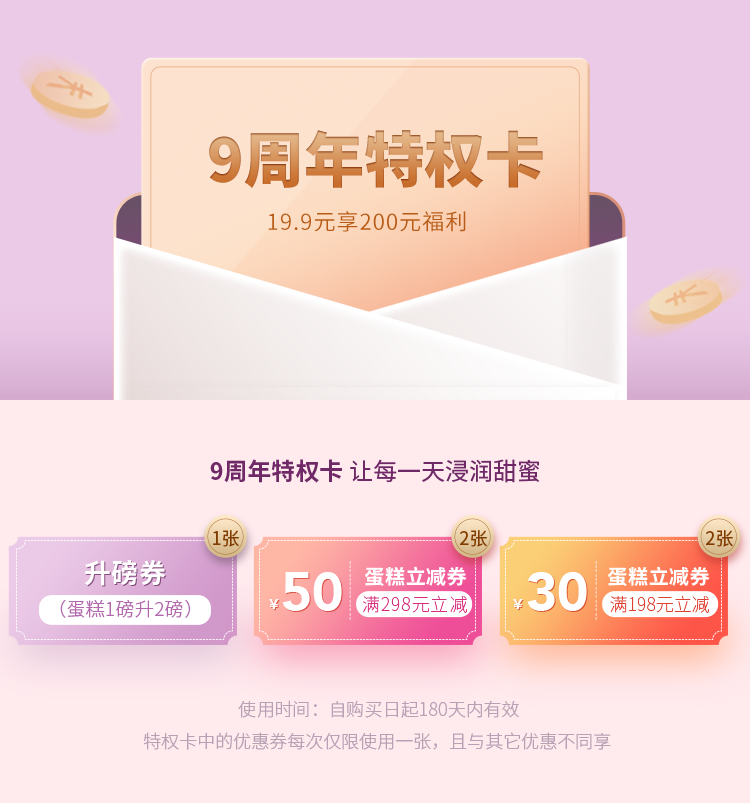 9周年特权卡
19.9元享200元福利
9周年特权卡 让每一天浸润甜蜜
1张
升磅券
（蛋糕1磅升2磅）
2张
¥50
蛋糕立减券
满298元立减
2张
¥30
蛋糕立减券
满198元立减
使用时间：自购买日起180天内有效
特权卡中的优惠券每次仅限使用一张，且与其它优惠不同享